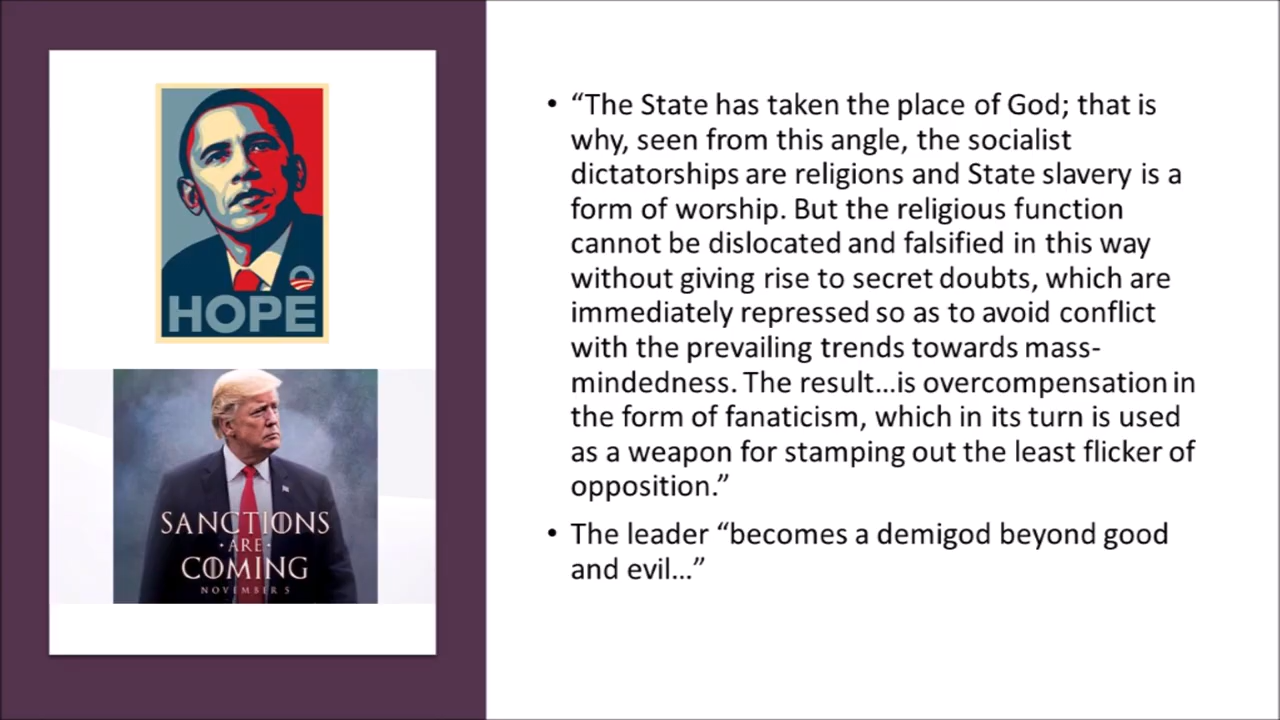 HOPE
SANCTIONS
·ARE·
COMING
NOVEMBER 5
• “The State has taken the place of God; that is
why, seen from this angle, the socialist
dictatorships are religions and State slavery is a
form of worship. But the religious function
cannot be dislocated and falsified in this way
without giving rise to secret doubts, which are
immediately repressed so as to avoid conflict
with the prevailing trends towards mass-
mindedness. The result…is overcompensation in
the form of fanaticism, which in its turn is used
as a weapon for stamping out the least flicker of
opposition.”
• The leader “becomes a demigod beyond good
and evil…”